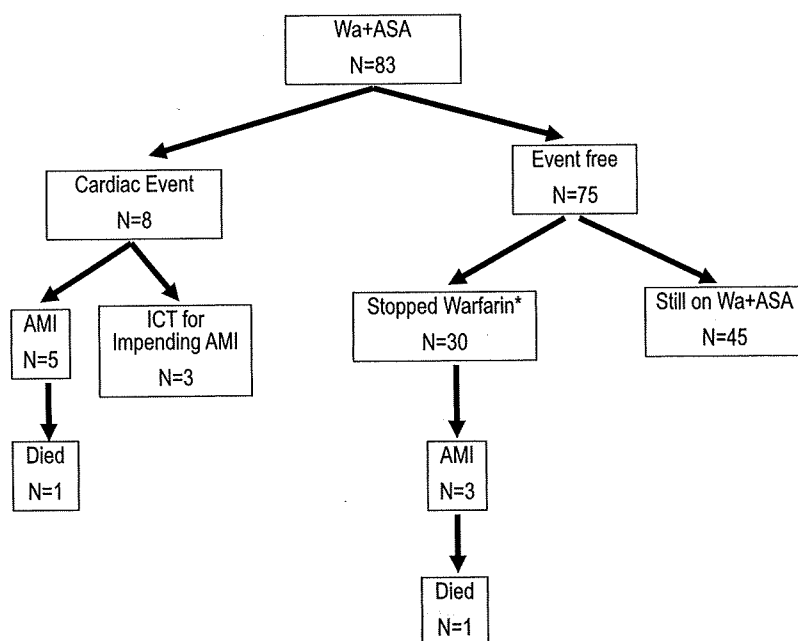 Wa+ASA
N=83
Cardiac Event
N=8
Event free
N=75
AMI
N=5
ICT for
Impending AMI
N=3
Stopped Warfarin*
N=30
Still on Wa+ASA
N=45
Died
N=1
AMI
N=3
Died
N=1